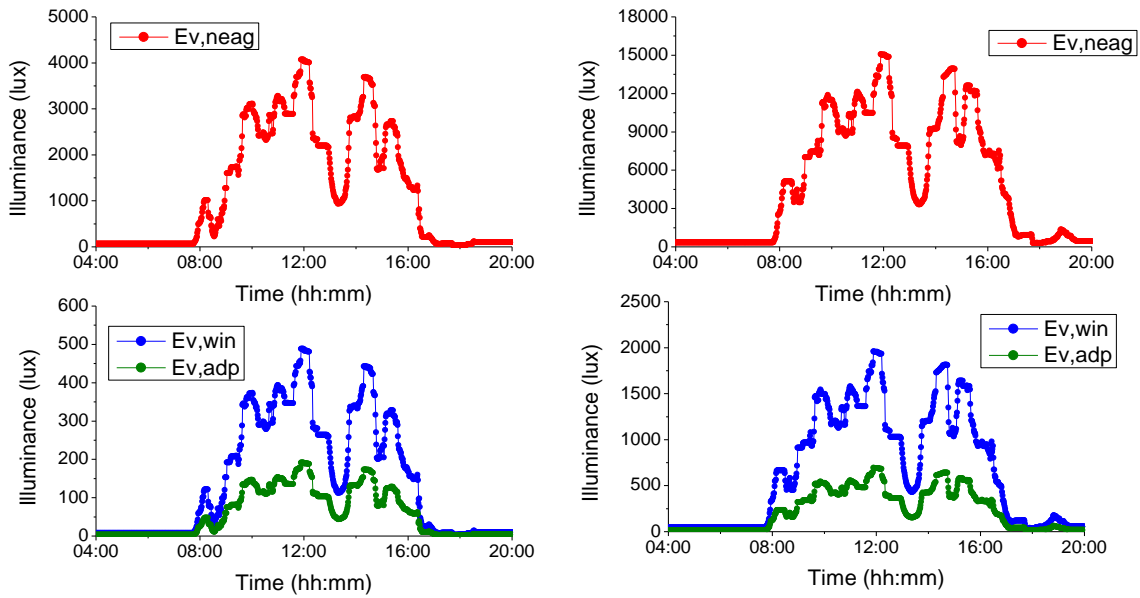 5000
4000
3000
2000
1000
0
Illuminance (lux)
Ev,neag
04:00 08:00 12:00 16:00 20:00
Time (hh:mm)
18000
15000
12000
9000
6000
3000
0
Illuminance (lux)
Ev,neag
04:00 08:00 12:00 16:00 20:00
Time (hh:mm)
600
500
400
300
200
100
0
Illuminance (lux)
Ev,win
Ev,adp
04:00 08:00 12:00 16:00 20:00
Time (hh:mm)
2500
2000
1500
1000
500
0
Illuminance (lux)
Ev,win
Ev,adp
04:00 08:00 12:00 16:00 20:00
Time (hh:mm)